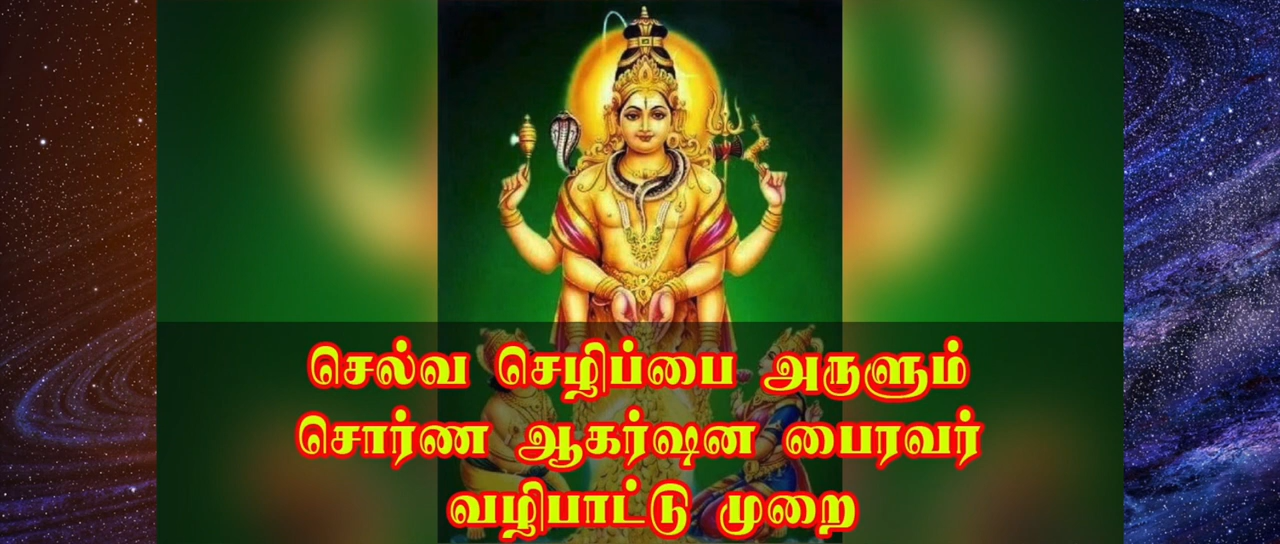 செல்வ செழிப்பை அருளும்
சொர்ண ஆகர்ஷன பைரவர்
வழிபாட்டு முறை